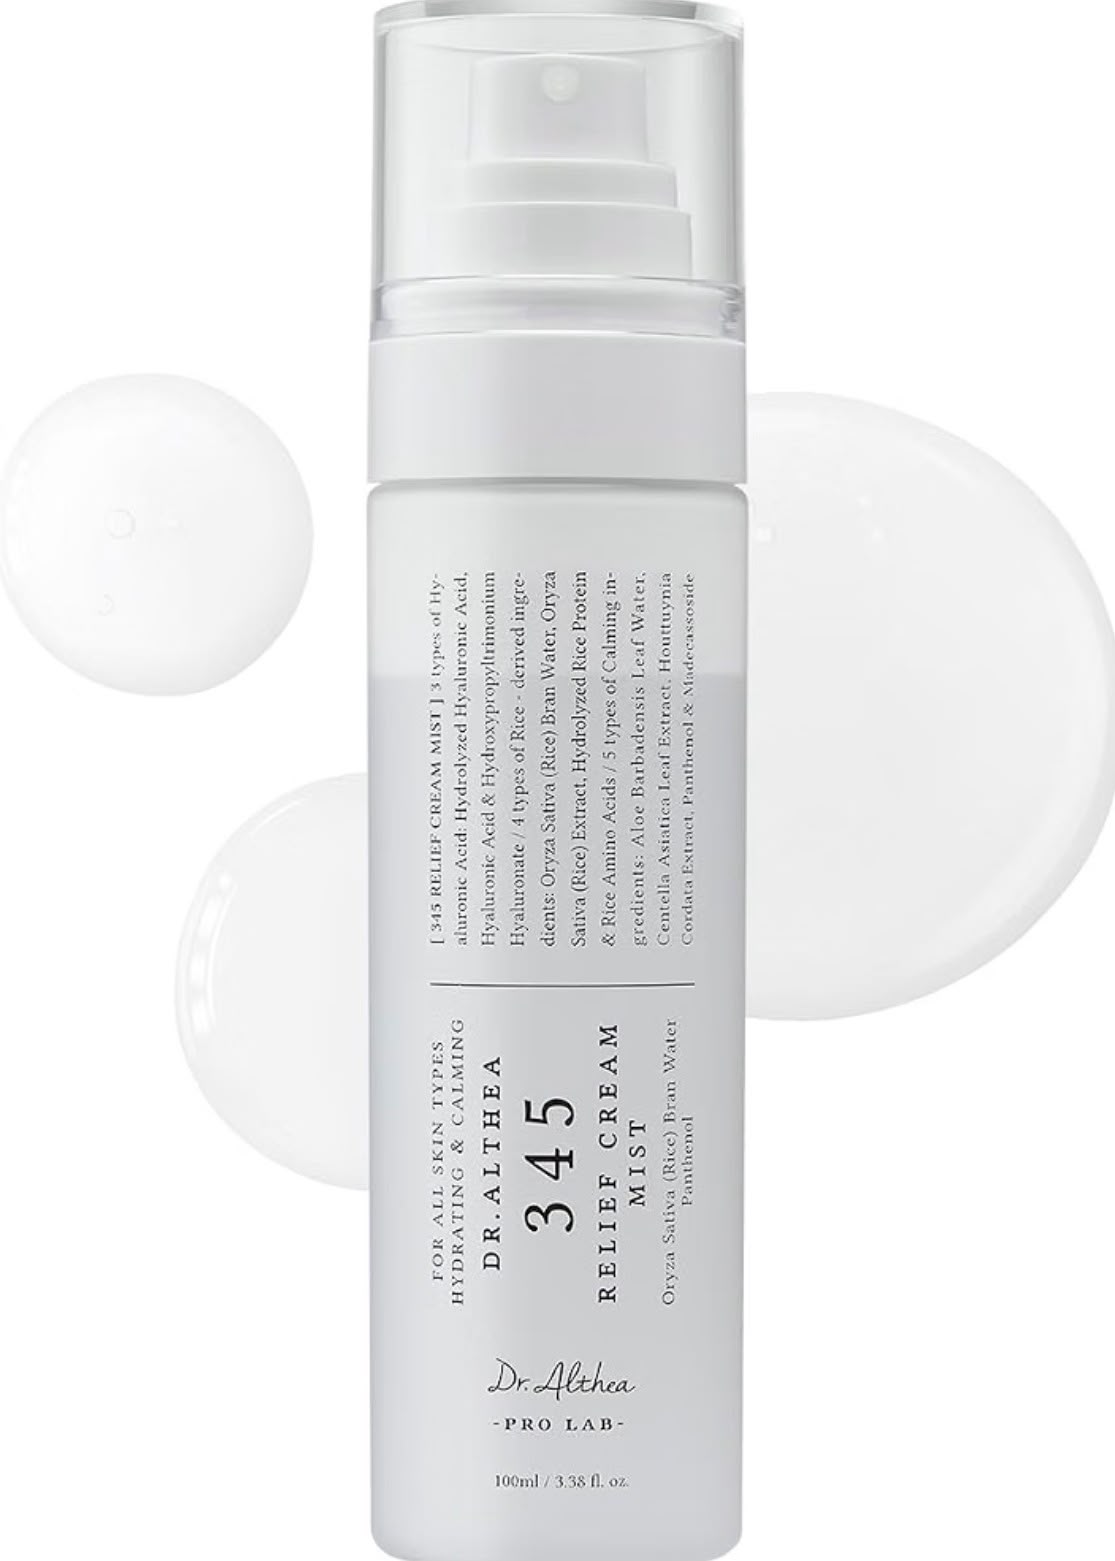 [ 345 RELIEF CREAM MIST ] 3 types of Hy-
aluronic Acid: Hydrolyzed Hyaluronic Acid,
Hyaluronic Acid & Hydroxypropyltrimonium
Hyaluronate / 4 types of Rice - derived ingre-
dients: Oryza Sativa (Rice) Bran Water, Oryza
Sativa (Rice) Extract, Hydrolyzed Rice Protein
& Rice Amino Acids / 5 types of Calming in-
gredients: Aloe Barbadensis Leaf Water,
Centella Asiatica Leaf Extract, Houttuynia
Cordata Extract, Panthenol & Madecassoside
FOR ALL SKIN TYPES
HYDRATING & CALMING
DR.ALTHEA
345
RELIEF CREAM
MIST
Oryza Sativa (Rice) Bran Water
Panthenol
Dr.Althea
-PRO LAB-
100ml / 3.38 fl. oz.